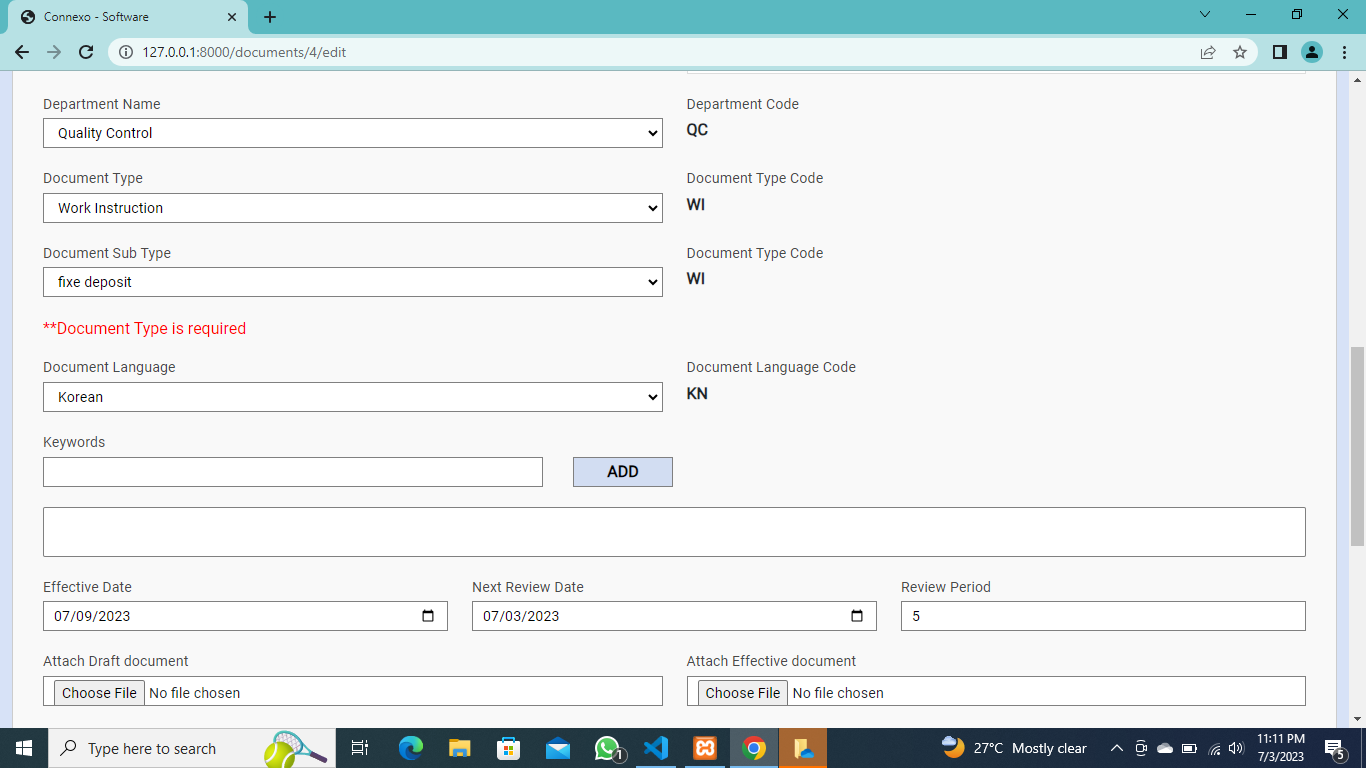 Connexo - Software
127.0.0.1:8000/documents/4/edit
Department Name
Department Code
Quality Control
QC
Document Type
Document Type Code
Work Instruction
WI
Document Sub Type
Document Type Code
fixe deposit
WI
**Document Type is required
Document Language
Document Language Code
Korean
KN
Keywords
ADD
Effective Date
Next Review Date
Review Period
07/09/2023
07/03/2023
5
Attach Draft document
Attach Effective document
Choose File No file chosen
Choose File No file chosen
Type here to search
1
27°C Mostly clear
11:11 PM
7/3/2023
5